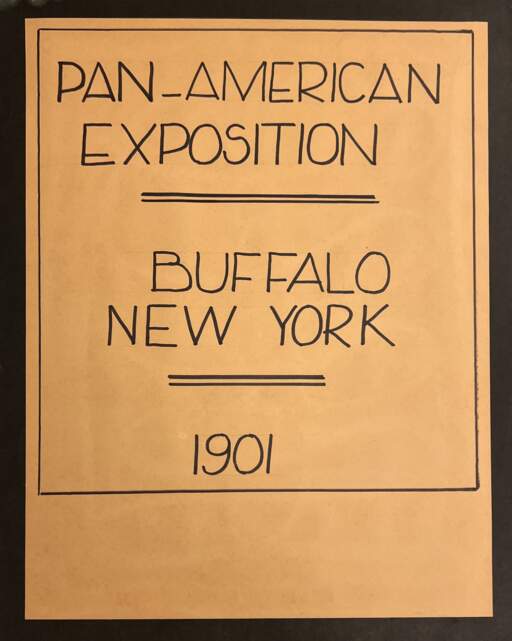 PAN-AMERICAN
EXPOSITION
BUFFALO
NEW YORK
1901